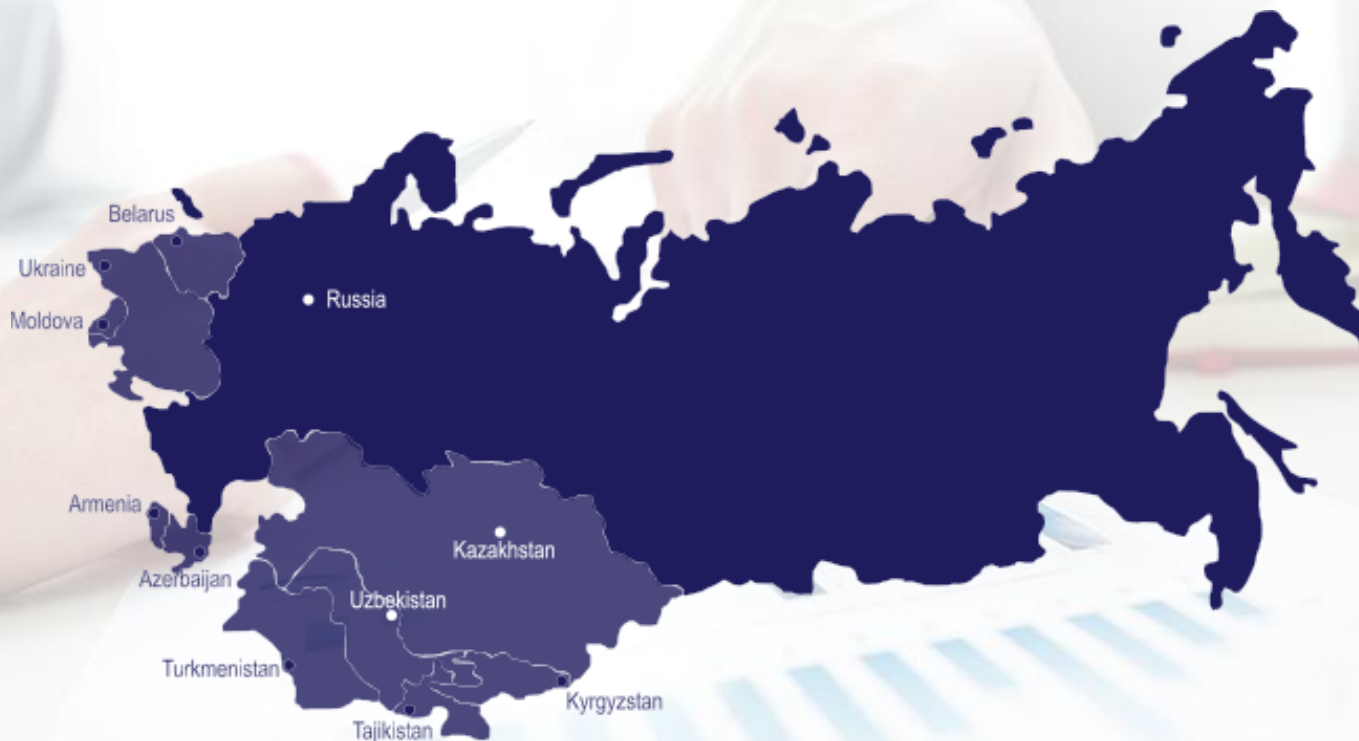 Belarus
Ukraine
Russia
Moldova
Armenia
Kazakhstan
Azerbaijan
Uzbekistan
Turkmenistan
Kyrgyzstan
Tajikistan